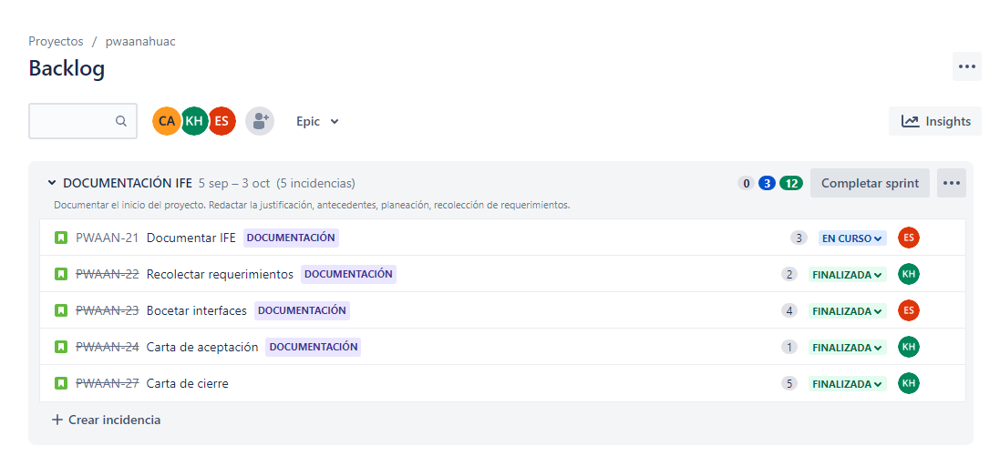 Proyectos / pwaanahuac
Backlog
CA KH ES Epic Insights
DOCUMENTACIÓN IFE 5 sep – 3 oct (5 incidencias) 0 3 12 Completar sprint
Documentar el inicio del proyecto. Redactar la justificación, antecedentes, planeación, recolección de requerimientos.
PWAAN-21 Documentar IFE DOCUMENTACIÓN 3 EN CURSO ES
PWAAN-22 Recolectar requerimientos DOCUMENTACIÓN 2 FINALIZADA KH
PWAAN-23 Bocetar interfaces DOCUMENTACIÓN 4 FINALIZADA ES
PWAAN-24 Carta de aceptación DOCUMENTACIÓN 1 FINALIZADA KH
PWAAN-27 Carta de cierre 5 FINALIZADA KH
+ Crear incidencia